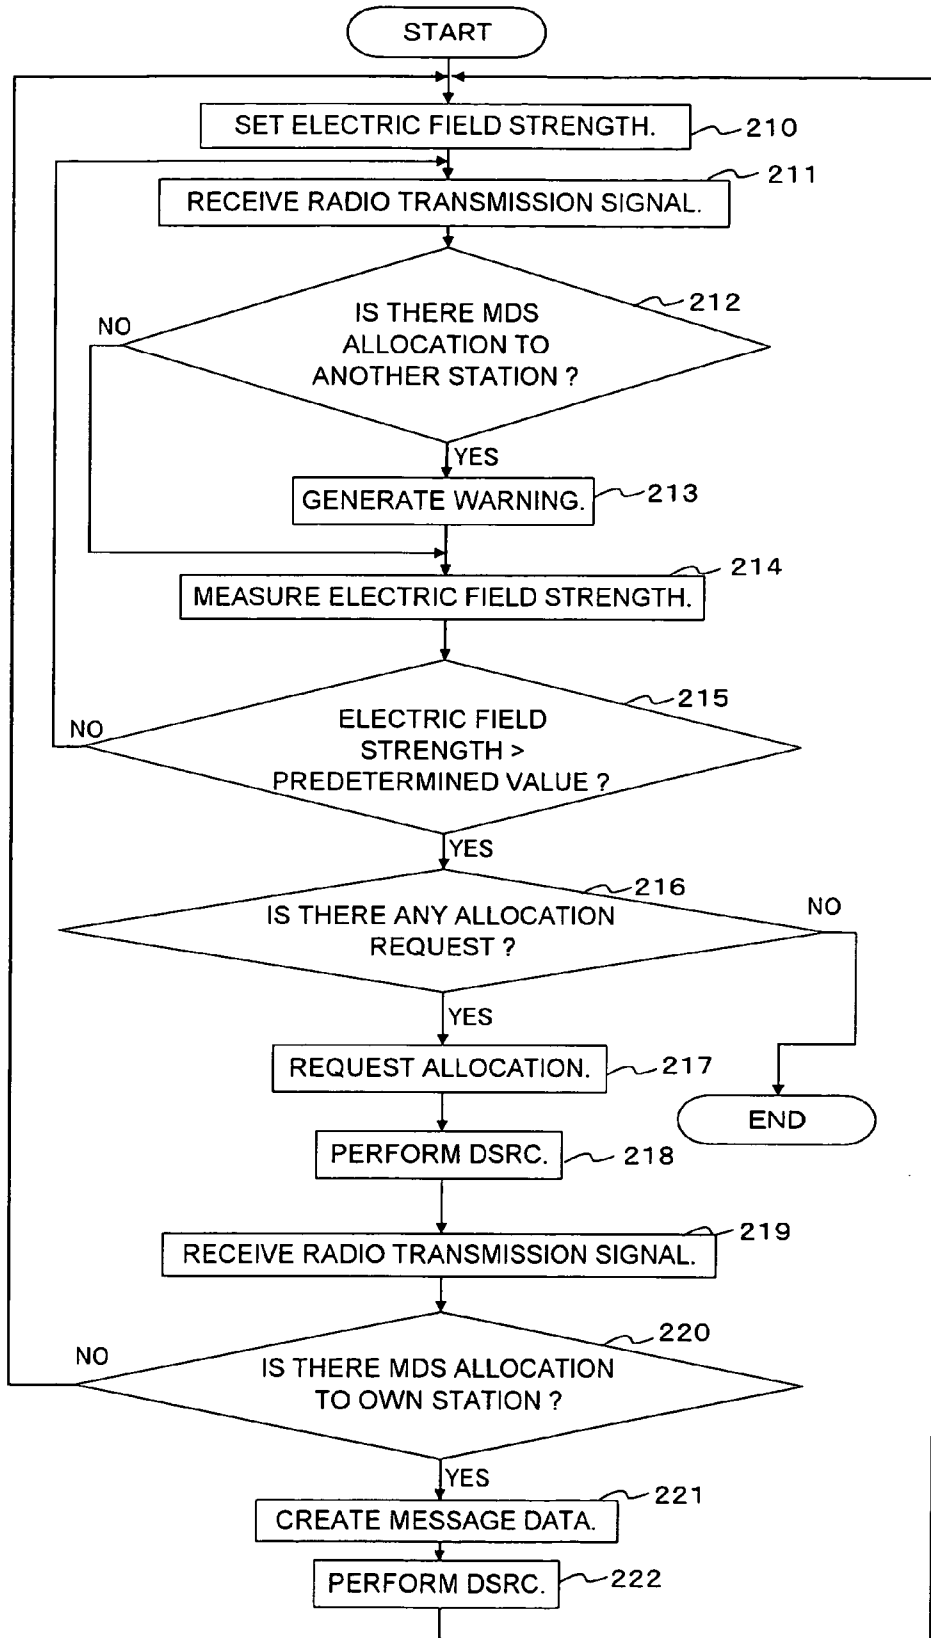 START
SET ELECTRIC FIELD STRENGTH.
210
211
RECEIVE RADIO TRANSMISSION SIGNAL.
212
NO
IS THERE MDS
ALLOCATION TO
ANOTHER STATION ?
YES
GENERATE WARNING.
213
214
MEASURE ELECTRIC FIELD STRENGTH.
215
NO
ELECTRIC FIELD
STRENGTH >
PREDETERMINED VALUE ?
YES
216
NO
IS THERE ANY ALLOCATION
REQUEST ?
YES
REQUEST ALLOCATION.
217
END
PERFORM DSRC.
218
219
RECEIVE RADIO TRANSMISSION SIGNAL.
220
NO
IS THERE MDS ALLOCATION
TO OWN STATION ?
YES
221
CREATE MESSAGE DATA.
PERFORM DSRC.
222